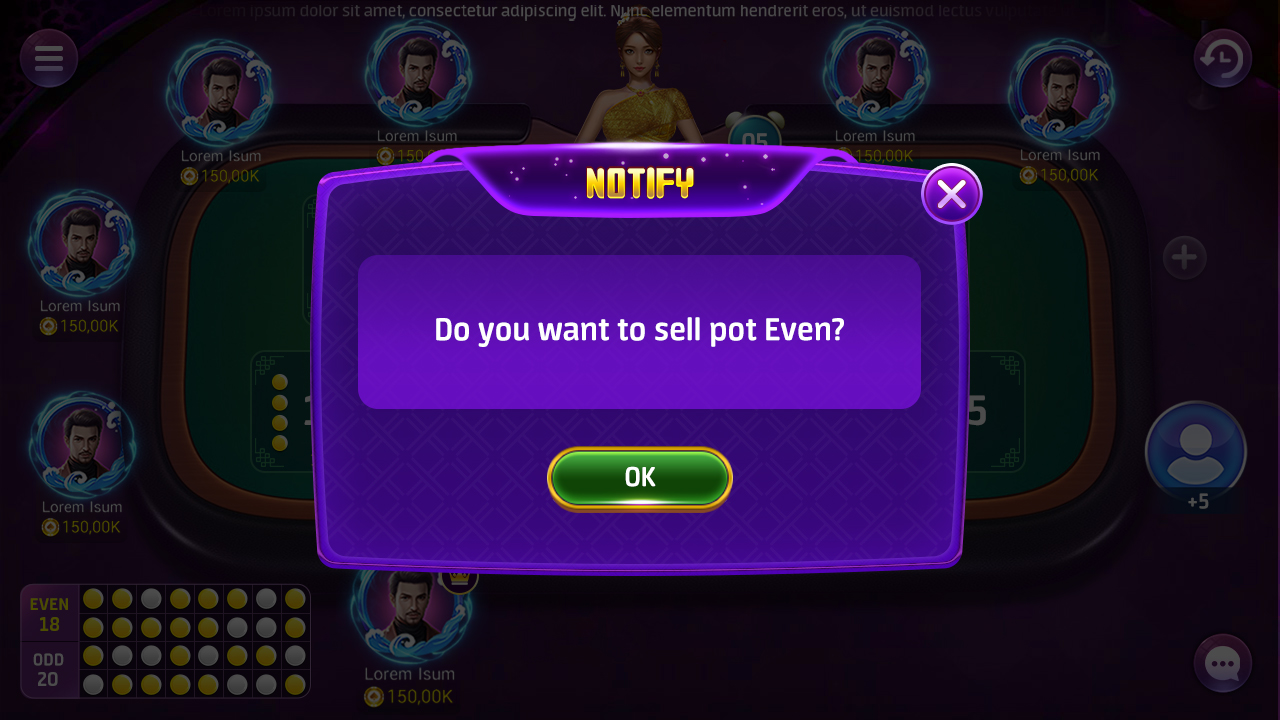 Lorem ipsum dolor sit amet, consectetur adipiscing elit. Nunc elementum hendrerit eros, ut euismod lectus
Lorem Isum
150,00K
Lorem Isum
150,00K
05
Lorem Isum
150,00K
Lorem Isum
150,00K
NOTIFY
Do you want to sell pot Even?
OK
Lorem Isum
150,00K
Lorem Isum
150,00K
+5
EVEN
18
ODD
20
Lorem Isum
150,00K